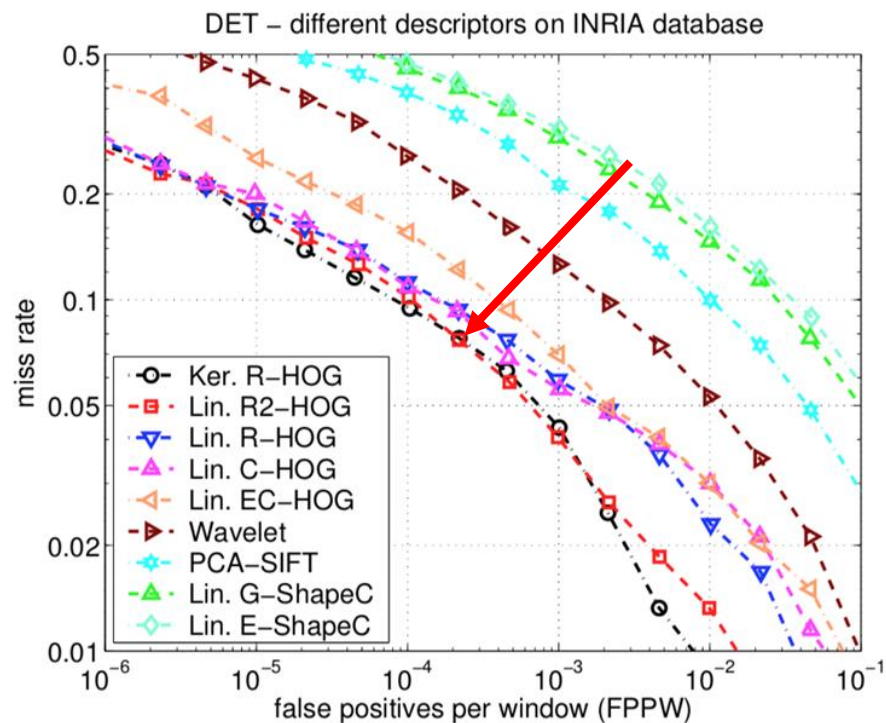 DET – different descriptors on INRIA database
0.5
0.2
0.1
0.05
0.02
0.01
miss rate
Ker. R–HOG
Lin. R2–HOG
Lin. R–HOG
Lin. C–HOG
Lin. EC–HOG
Wavelet
PCA–SIFT
Lin. G–ShapeC
Lin. E–ShapeC
10⁻⁶ 10⁻⁵ 10⁻⁴ 10⁻³ 10⁻² 10⁻¹
false positives per window (FPPW)